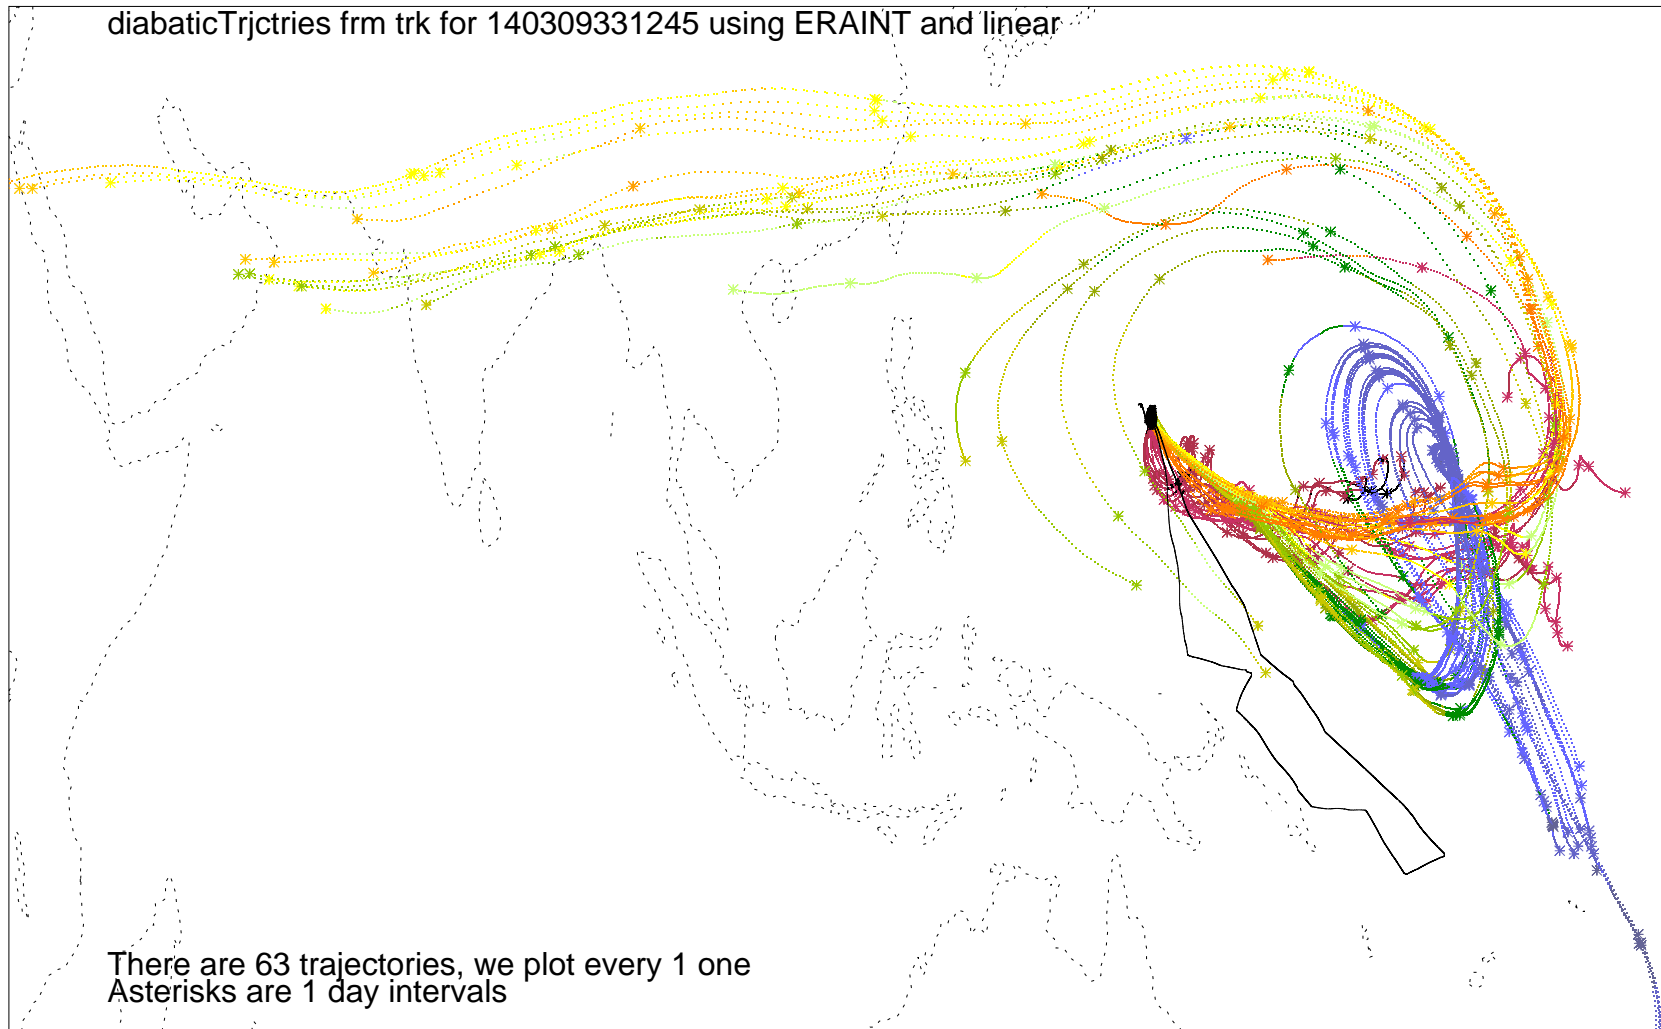 diabaticTrjctries frm trk for 140309331245 using ERAINT and linear
There are 63 trajectories, we plot every 1 one
Asterisks are 1 day intervals